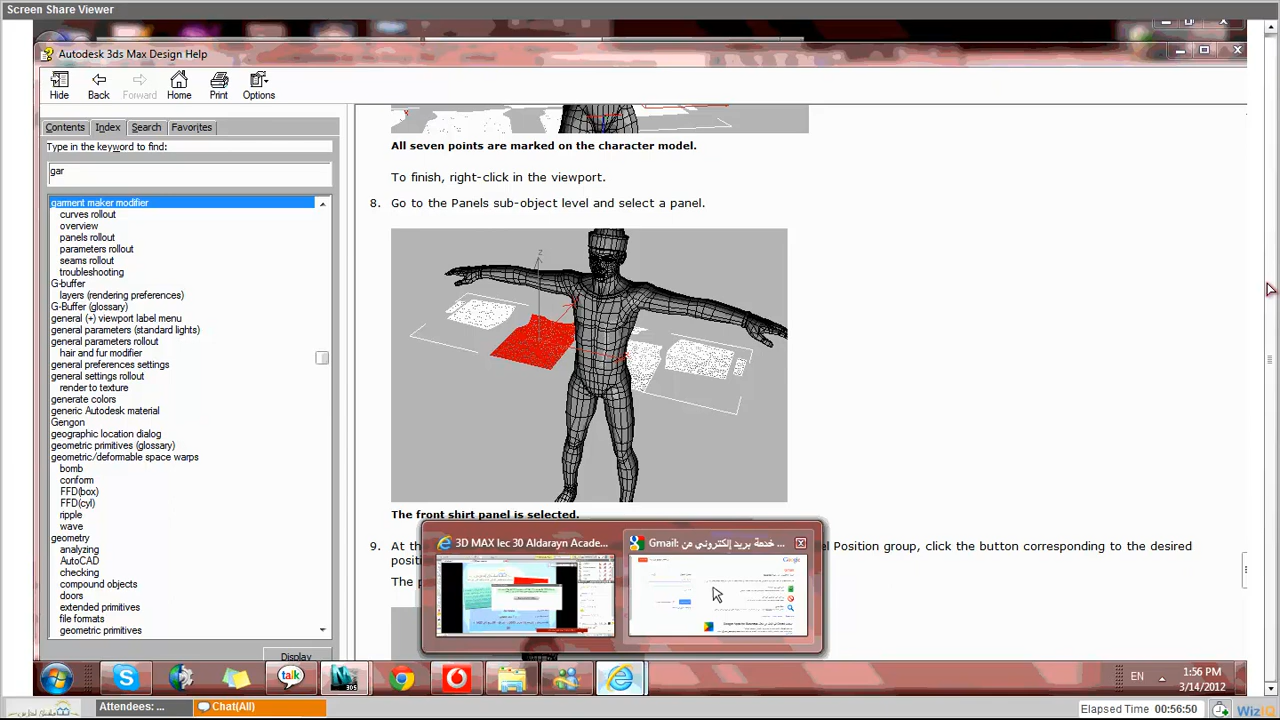 Screen Share Viewer
Autodesk 3ds Max Design Help
Hide
Back
Forward
Home
Print
Options
Contents
Index
Search
Favorites
Type in the keyword to find:
gar
garment maker modifier
curves rollout
overview
panels rollout
parameters rollout
seams rollout
troubleshooting
G-buffer
layers (rendering preferences)
G-Buffer (glossary)
general (+) viewport label menu
general parameters (standard lights)
general parameters rollout
hair and fur modifier
general preferences settings
general settings rollout
render to texture
generate colors
generic Autodesk material
Gengon
geographic location dialog
geometric primitives (glossary)
geometric/deformable space warps
bomb
conform
FFD(box)
FFD(cyl)
ripple
wave
geometry
analyzing
AutoCAD
checking
compound objects
doors
extended primitives
file formats
geometric primitives
Display
All seven points are marked on the character model.
To finish, right-click in the viewport.
8. Go to the Panels sub-object level and select a panel.
The front shirt panel is selected.
9. At th
el Position group, click the button corresponding to the desired
positi
The p
3D MAX lec 30 Aldarayn Acade...
Gmail: خدمة بريد إلكتروني من ...
talk
EN
1:56 PM
3/14/2012
Attendees: ...
Chat(All)
Elapsed Time 00:56:50
WizIQ